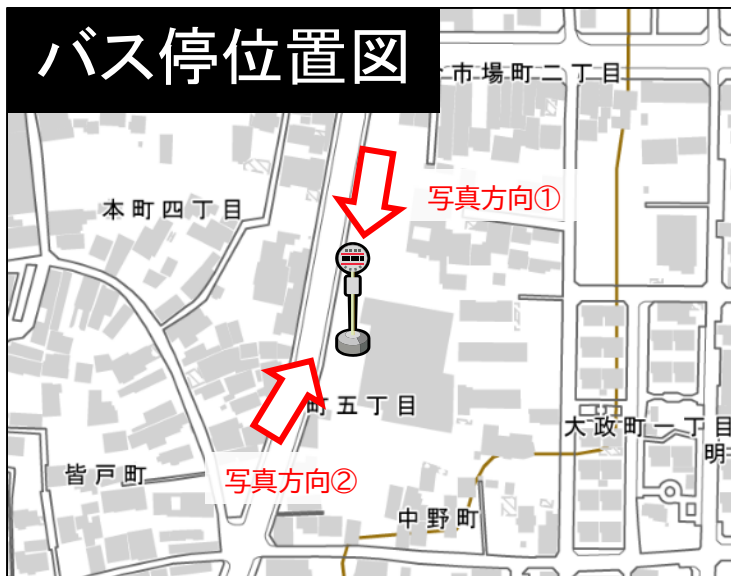 バス停位置図
市場町二丁目
写真方向①
本町四丁目
町五丁目
大政町一丁目
明
皆戸町
写真方向②
中野町